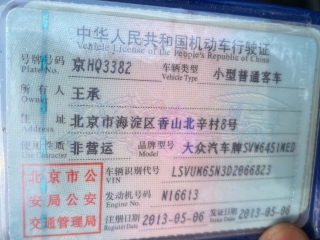 中华人民共和国机动车行驶证
Vehicle License of the People's Republic of China
号牌号码 京HQ3382 车辆类型 小型普通客车
Plate No. Vehicle Type
所有人 王承
Owner
住址 北京市海淀区香山北辛村8号
Address
使用性质 非营运 品牌型号 大众汽车牌SVW6451MED
Use Character Model
北京市公安局公安交通管理局
车辆识别代号 LSVUM65N3D2066823
VIN
发动机号码 N16613
Engine No.
注册日期 2013-05-06 发证日期 2013-05-06
Register Date Issue Date